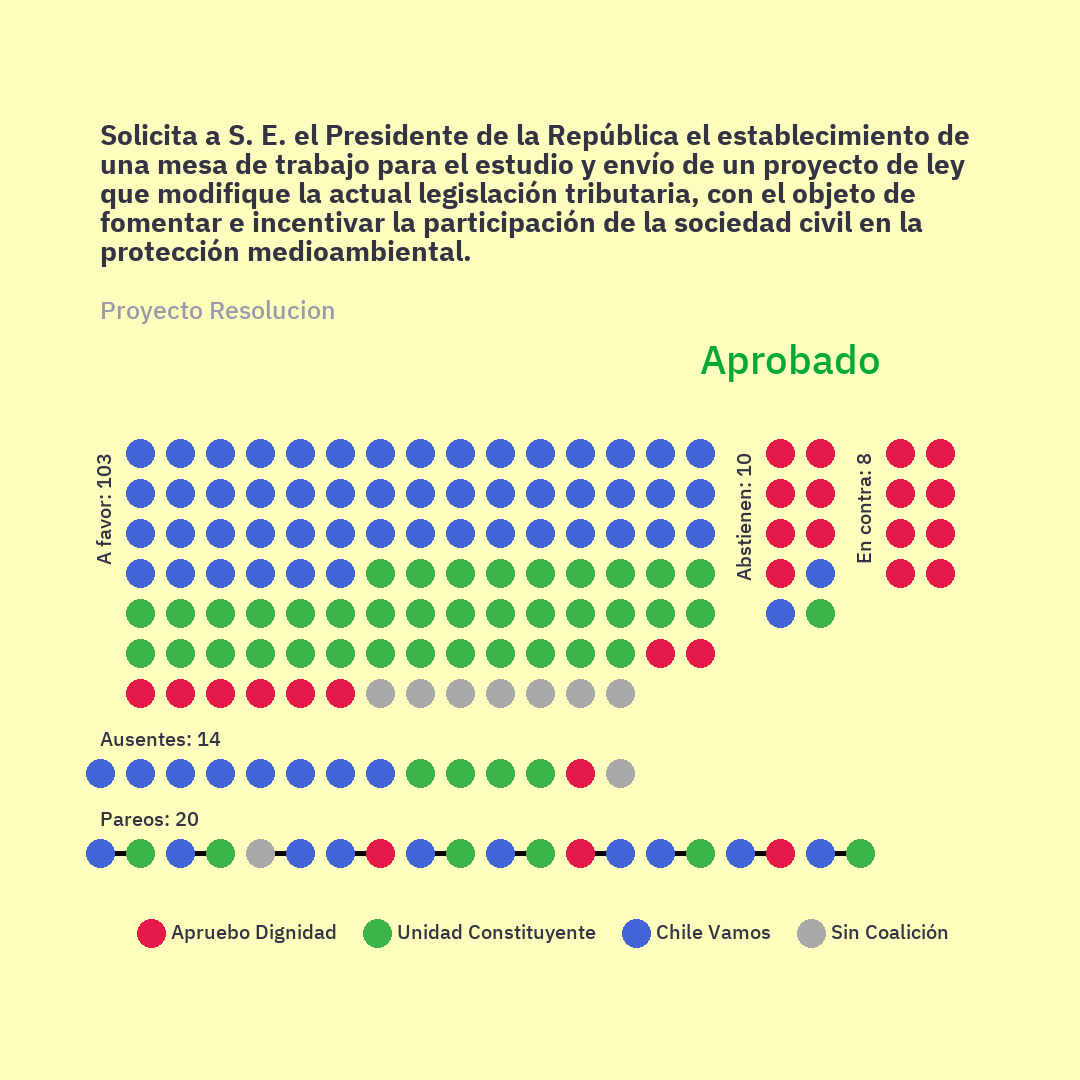 Solicita a S. E. el Presidente de la República el establecimiento de
una mesa de trabajo para el estudio y envío de un proyecto de ley
que modifique la actual legislación tributaria, con el objeto de
fomentar e incentivar la participación de la sociedad civil en la
protección medioambiental.
Proyecto Resolucion
Aprobado
A favor: 103
Abstienen: 10
En contra: 8
Ausentes: 14
Pareos: 20
Apruebo Dignidad
Unidad Constituyente
Chile Vamos
Sin Coalición